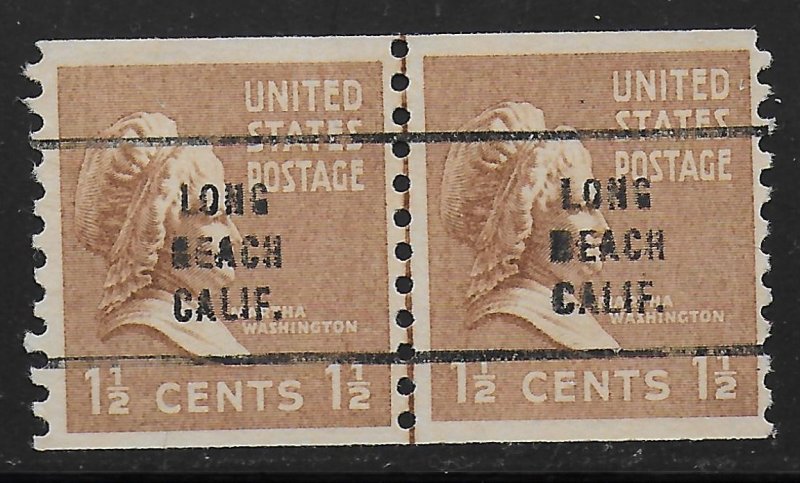 UNITED
STATES
POSTAGE
LONG
BEACH
CALIF.
WASHINGTON
1½ CENTS 1½
UNITED
STATES
POSTAGE
LONG
BEACH
CALIF.
WASHINGTON
1½ CENTS 1½